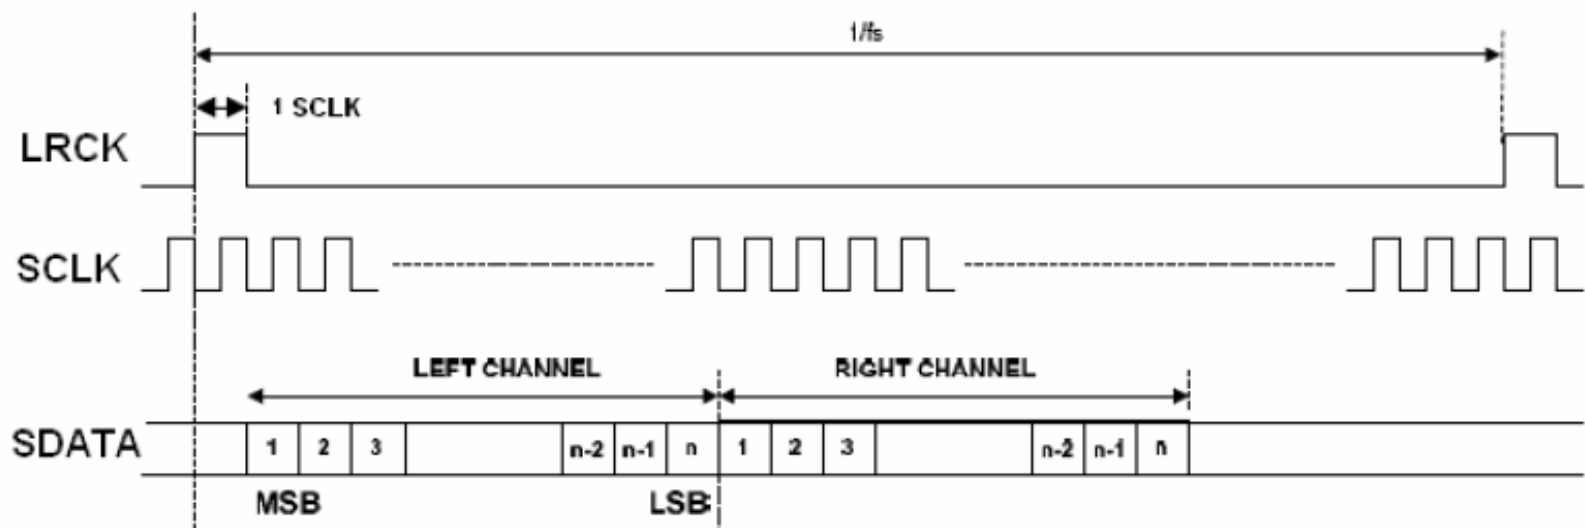 1/fs
1 SCLK
LRCK
SCLK
LEFT CHANNEL RIGHT CHANNEL
SDATA 1 2 3 n-2 n-1 n 1 2 3 n-2 n-1 n
MSB LSB